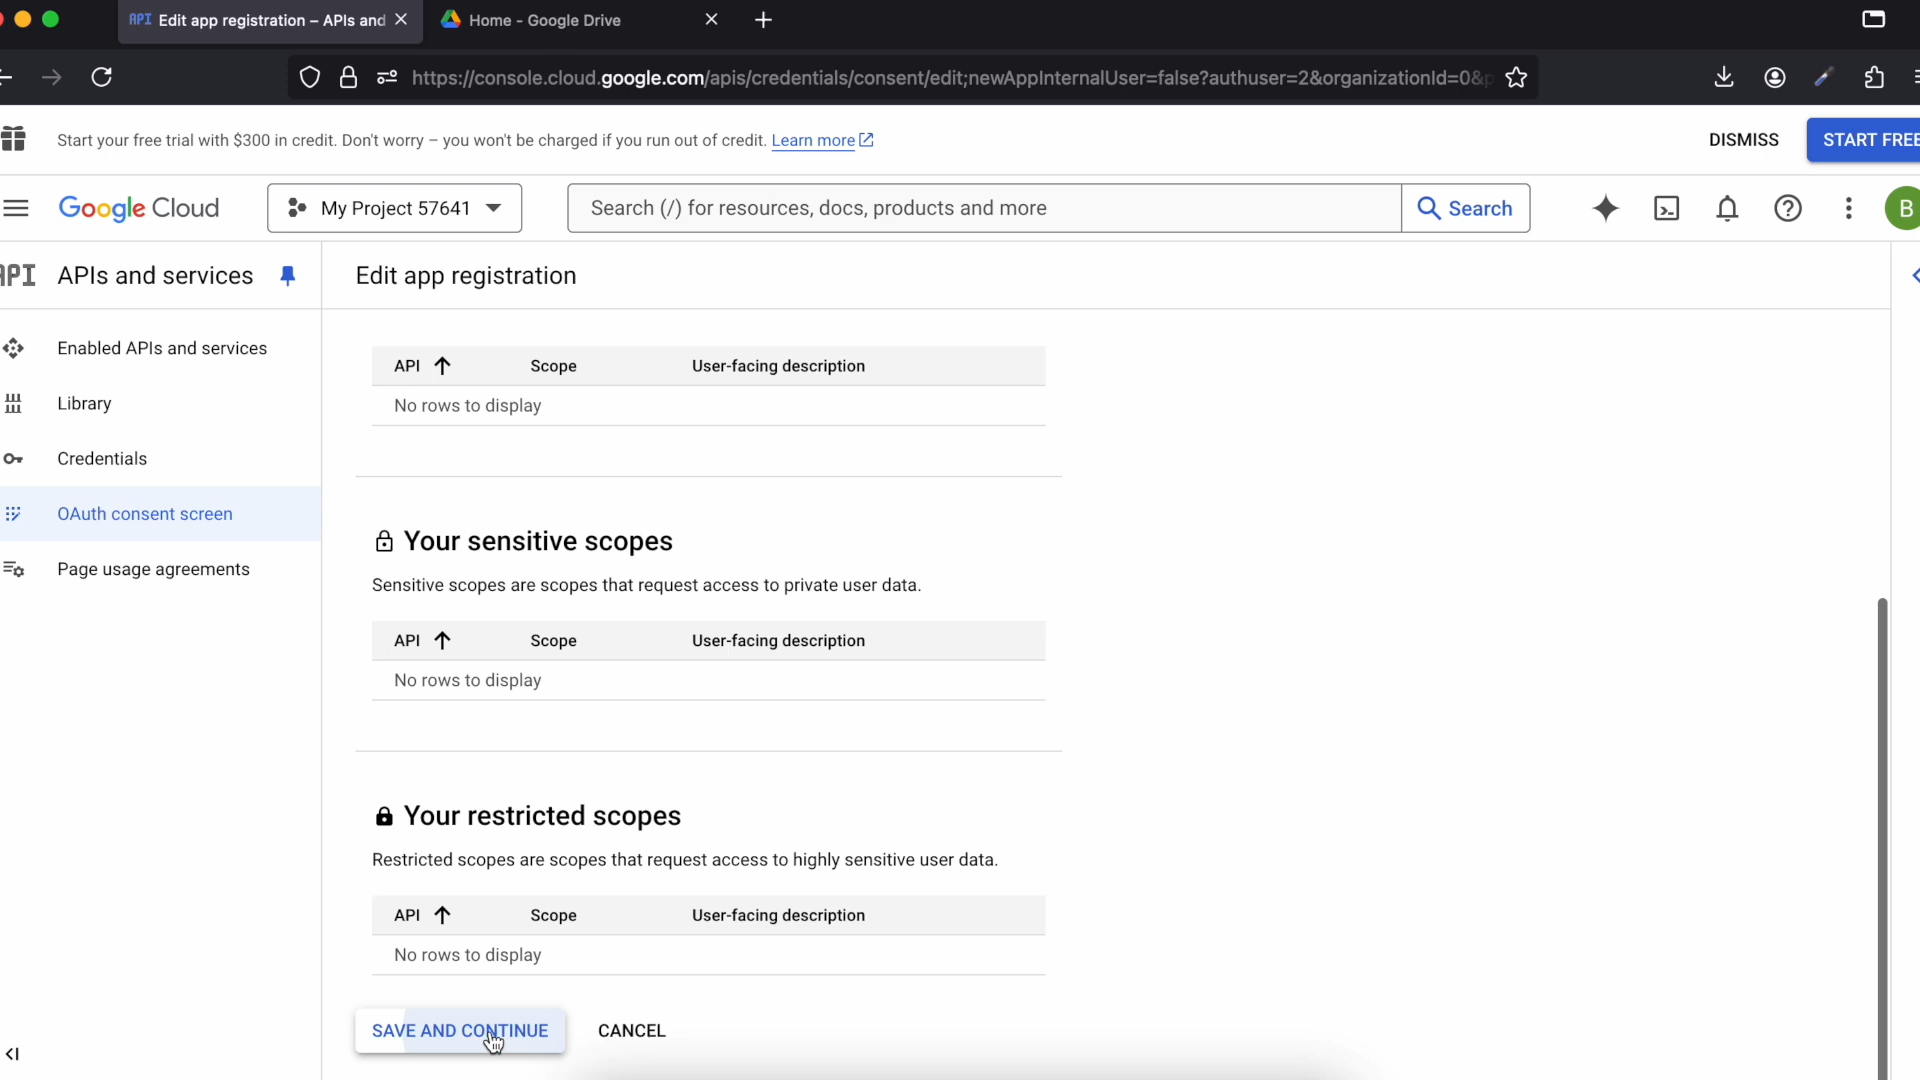 API Edit app registration – APIs and
Home - Google Drive
https://console.cloud.google.com/apis/credentials/consent/edit;newAppInternalUser=false?authuser=2&organizationId=0&p
Start your free trial with $300 in credit. Don't worry – you won't be charged if you run out of credit. Learn more
DISMISS
START FREE
Google Cloud
My Project 57641
Search (/) for resources, docs, products and more
Search
B
API APIs and services
Edit app registration
Enabled APIs and services
Library
Credentials
OAuth consent screen
Page usage agreements
API Scope User-facing description
No rows to display
Your sensitive scopes
Sensitive scopes are scopes that request access to private user data.
API Scope User-facing description
No rows to display
Your restricted scopes
Restricted scopes are scopes that request access to highly sensitive user data.
API Scope User-facing description
No rows to display
SAVE AND CONTINUE
CANCEL